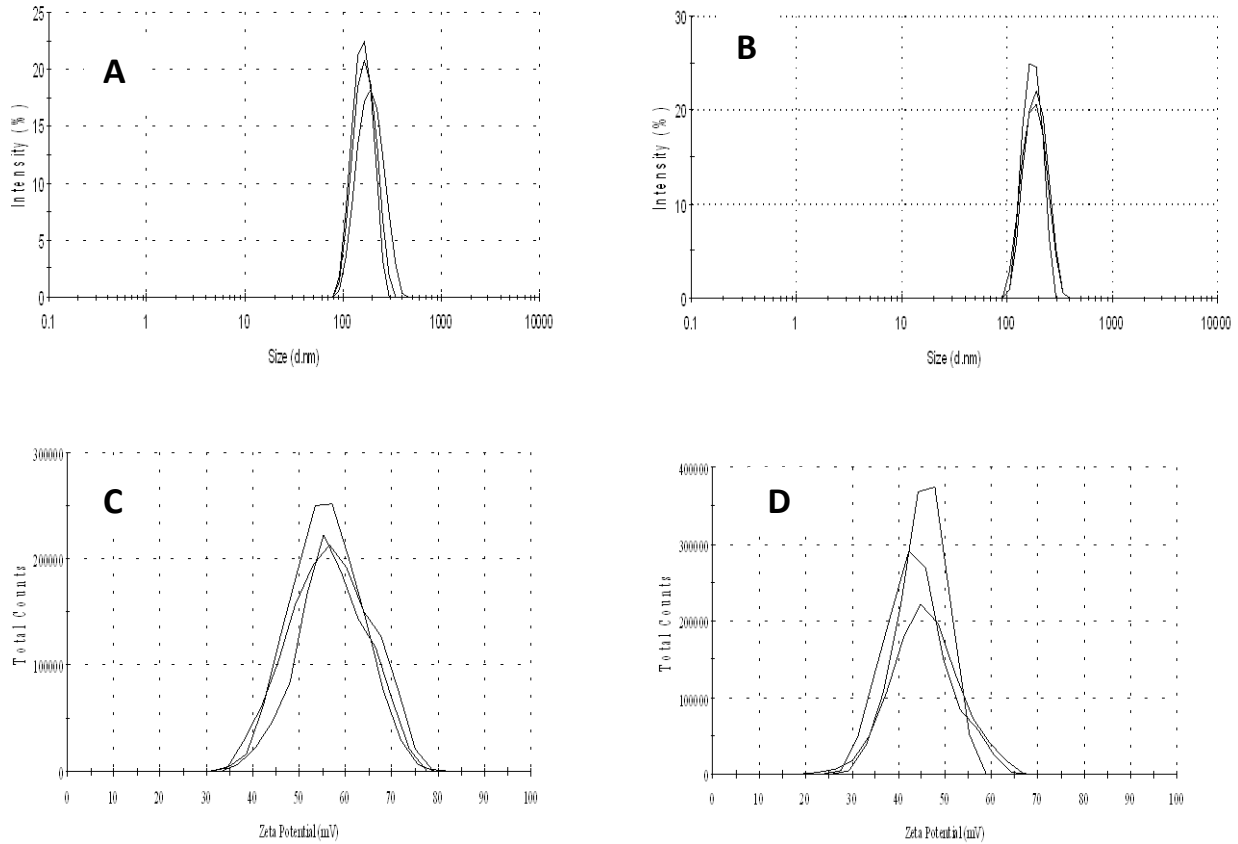 A
25
20
15
10
5
0
Intensity (%)
0.1 1 10 100 1000 10000
Size (d.nm)
B
30
20
10
0
Intensity (%)
0.1 1 10 100 1000 10000
Size (d.nm)
C
300000
200000
100000
0
Total Counts
0 10 20 30 40 50 60 70 80 90 100
Zeta Potential (mV)
D
400000
300000
200000
100000
0
Total Counts
0 10 20 30 40 50 60 70 80 90 100
Zeta Potential (mV)